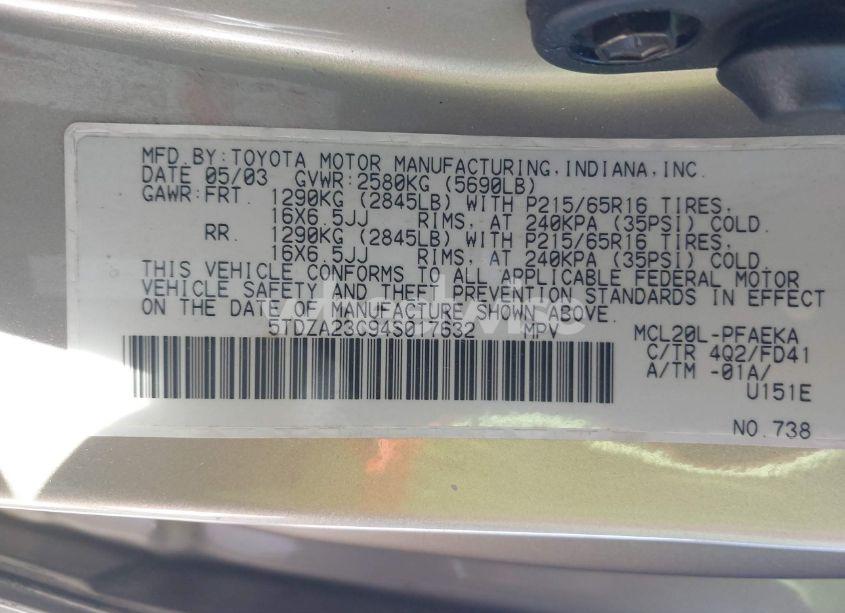 MFD.BY:TOYOTA MOTOR MANUFACTURING,INDIANA,INC.
DATE 05/03 GVWR:2580KG (5690LB)
GAWR:FRT. 1290KG (2845LB) WITH P215/65R16 TIRES,
16X6.5JJ RIMS, AT 240KPA (35PSI) COLD.
RR. 1290KG (2845LB) WITH P215/65R16 TIRES,
16X6.5JJ RIMS, AT 240KPA (35PSI) COLD.
THIS VEHICLE CONFORMS TO ALL APPLICABLE FEDERAL MOTOR
VEHICLE SAFETY AND THEFT PREVENTION STANDARDS IN EFFECT
ON THE DATE OF MANUFACTURE SHOWN ABOVE.
5TDZA23C94S017632 MPV MCL20L-PFAEKA
C/TR 4Q2/FD41
A/TM -01A/
U151E
NO.738